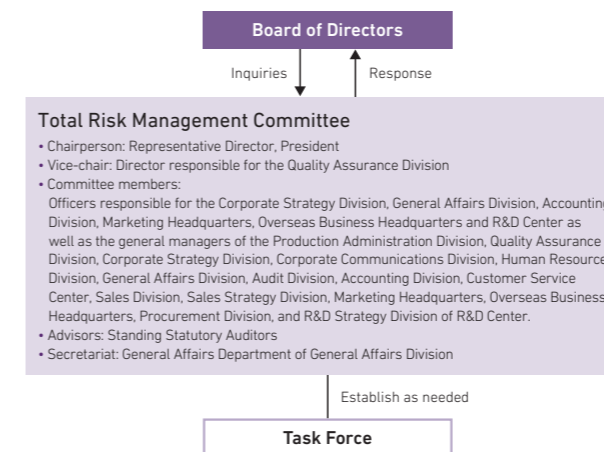 Board of Directors
Inquiries
Response
Total Risk Management Committee
• Chairperson: Representative Director, President
• Vice-chair: Director responsible for the Quality Assurance Division
• Committee members:
Officers responsible for the Corporate Strategy Division, General Affairs Division, Accounting
Division, Marketing Headquarters, Overseas Business Headquarters and R&D Center as
well as the general managers of the Production Administration Division, Quality Assurance
Division, Corporate Strategy Division, Corporate Communications Division, Human Resource
Division, General Affairs Division, Audit Division, Accounting Division, Customer Service
Center, Sales Division, Sales Strategy Division, Marketing Headquarters, Overseas Business
Headquarters, Procurement Division, and R&D Strategy Division of R&D Center.
• Advisors: Standing Statutory Auditors
• Secretariat: General Affairs Department of General Affairs Division
Establish as needed
Task Force